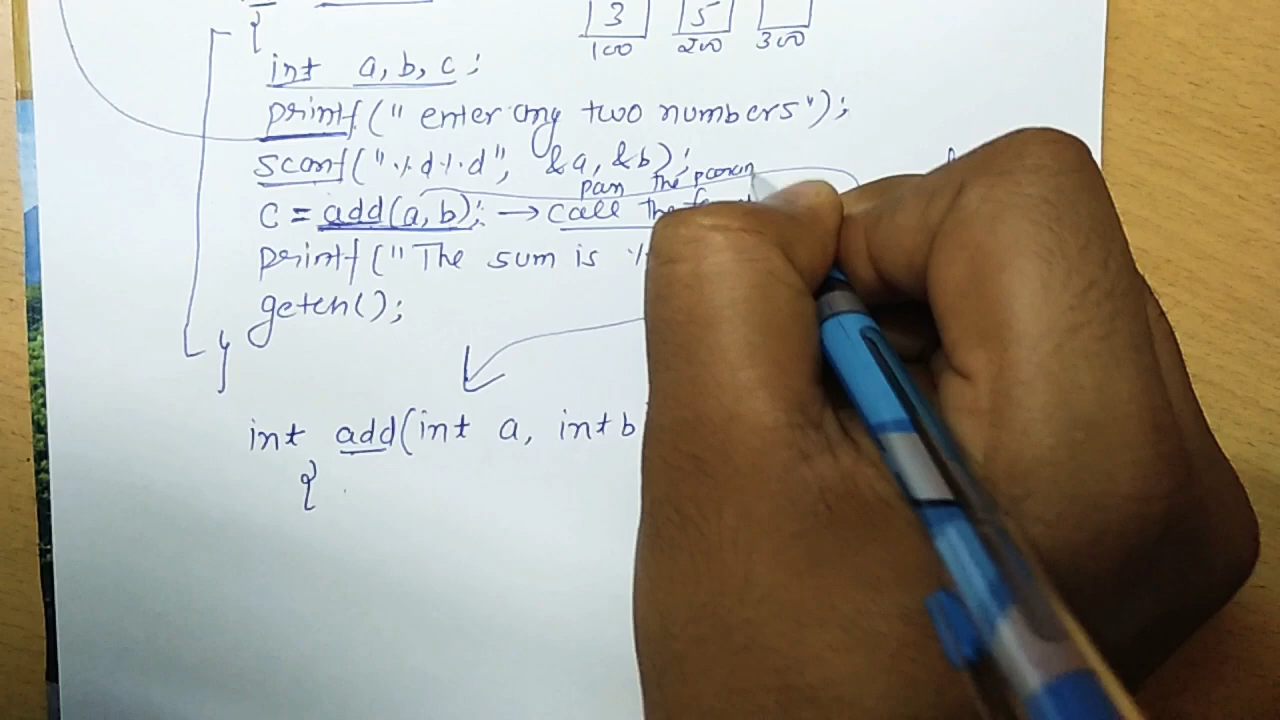 3 5
100 200 300
{
int a, b, c;
printf(" enter any two numbers");
scanf("%d%d", &a, &b);
pass the
c = add(a,b); → call the
printf("The sum is %
getch();
}
int add(int a, int b
{